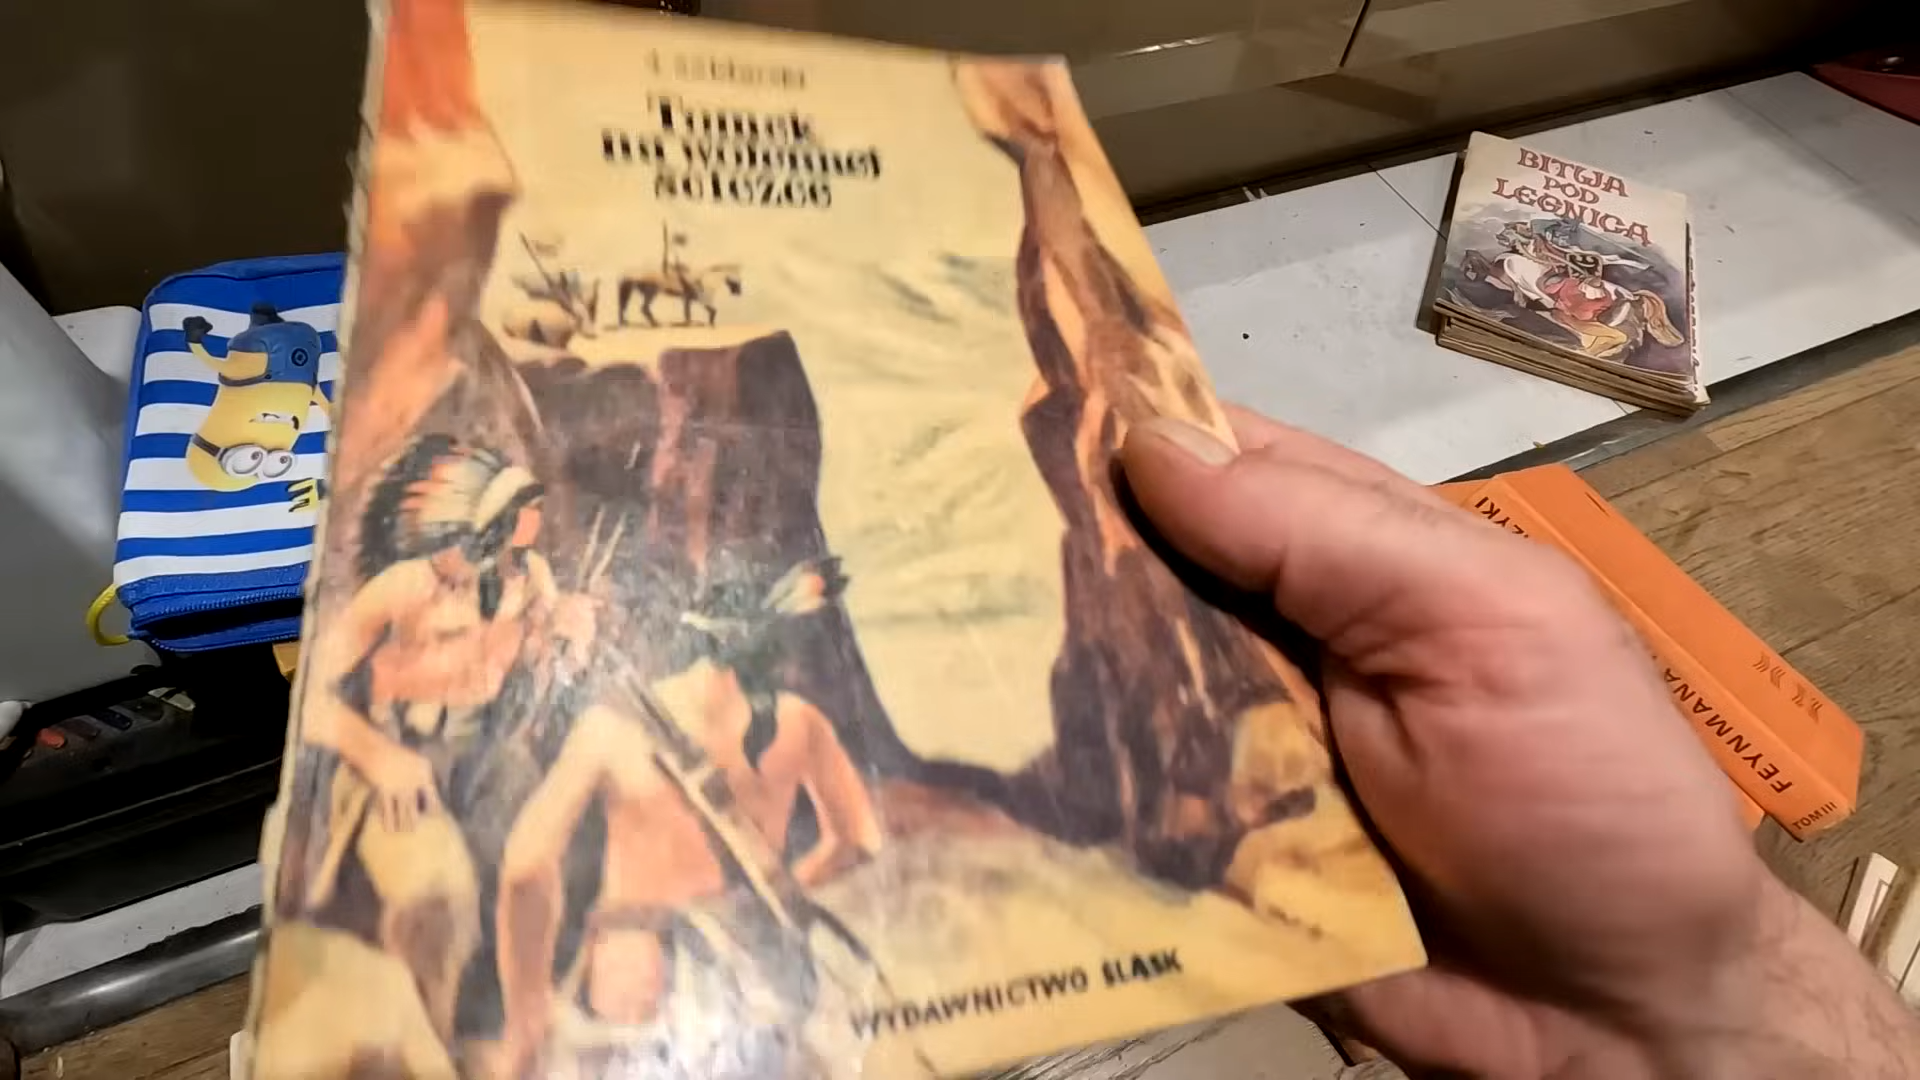 Tomek
na wojennej
ścieżce
WYDAWNICTWO ŚLĄSK
BITWA
POD
LEGNICĄ
FEYNMANA
TOM III